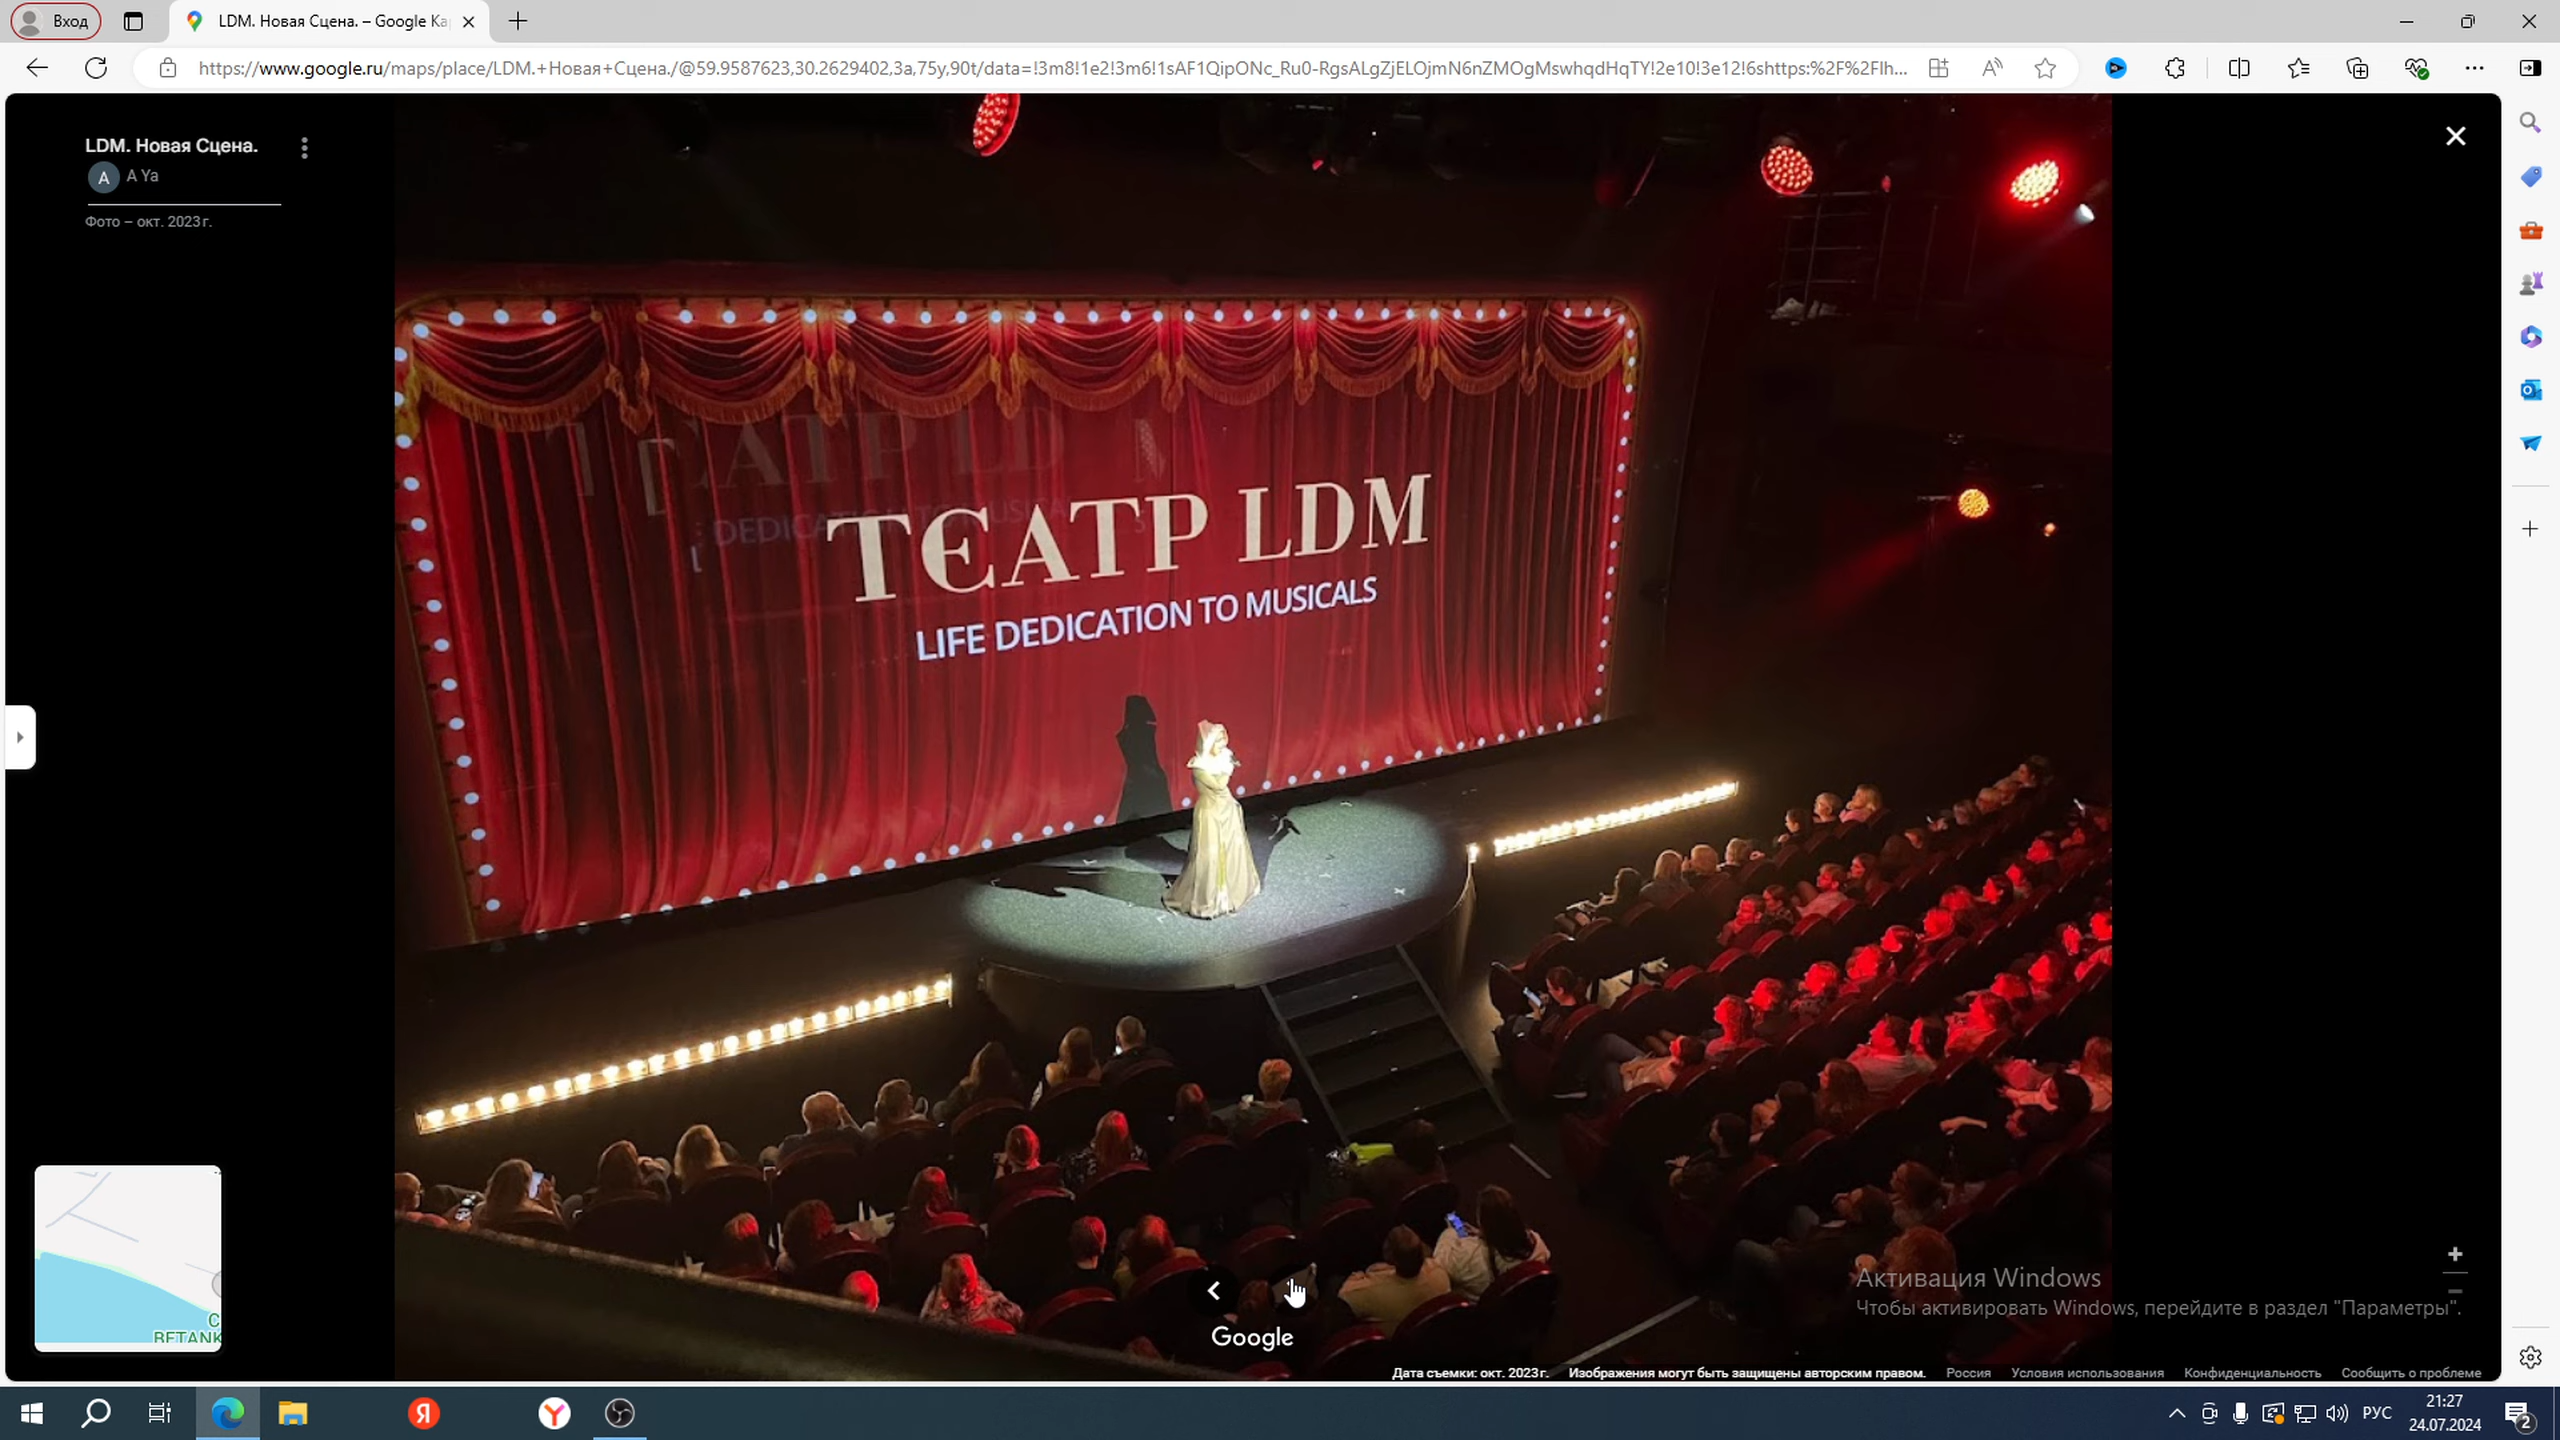 Вход
LDM. Новая Сцена. – Google Ка
https://www.google.ru/maps/place/LDM.+Новая+Сцена./@59.9587623,30.2629402,3a,75y,90t/data=!3m8!1e2!3m6!1sAF1QipONc_Ru0-RgsALgZjELOjmN6nZMOgMswhqdHqTY!2e10!3e12!6shttps:%2F%2Flh...
LDM. Новая Сцена.
A
A Ya
Фото – окт. 2023 г.
ТЕАТР LDM
LIFE DEDICATION TO MUSICALS
Активация Windows
Чтобы активировать Windows, перейдите в раздел "Параметры".
Google
Дата съемки: окт. 2023 г. Изображения могут быть защищены авторским правом. Россия Условия использования Конфиденциальность Сообщить о проблеме
РУС
21:27
24.07.2024
2